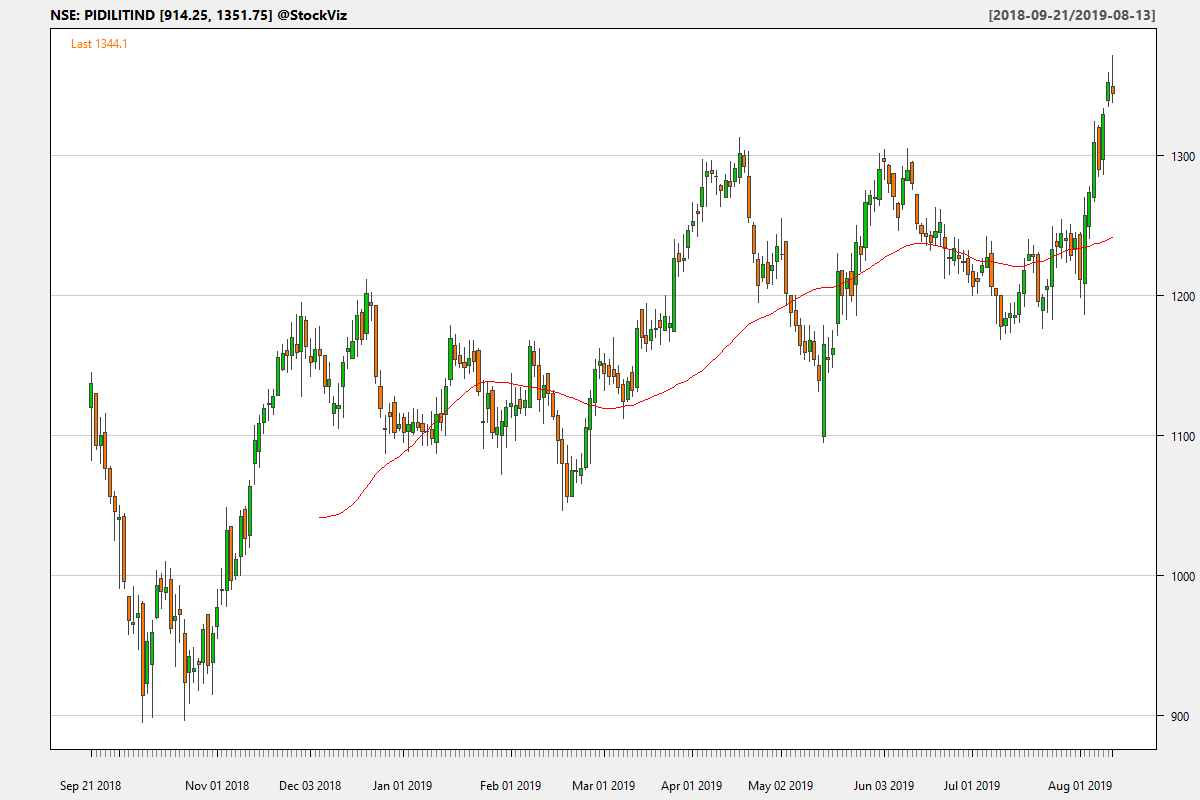 NSE: PIDILITIND [914.25, 1351.75] @StockViz
[2018-09-21/2019-08-13]
Last 1344.1
1300
1200
1100
1000
900
Sep 21 2018 Nov 01 2018 Dec 03 2018 Jan 01 2019 Feb 01 2019 Mar 01 2019 Apr 01 2019 May 02 2019 Jun 03 2019 Jul 01 2019 Aug 01 2019